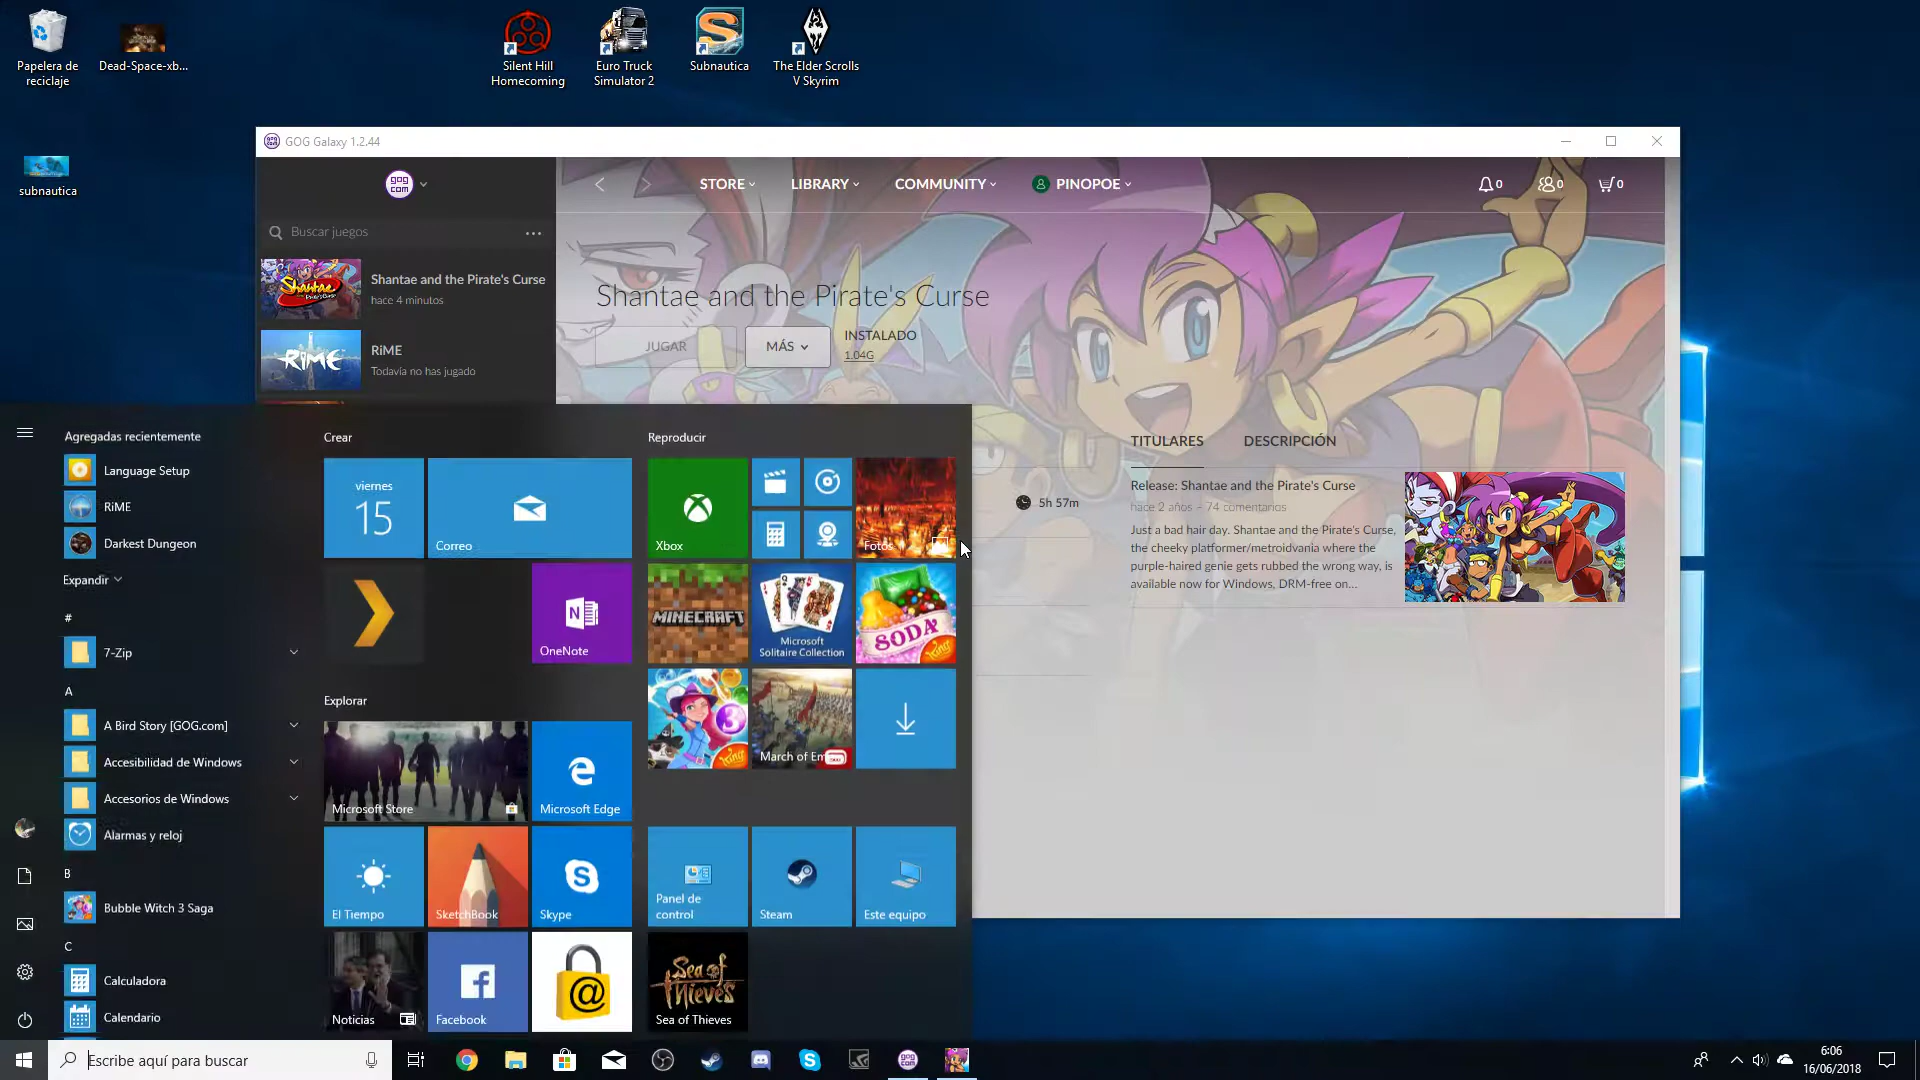 Papelera de
reciclaje
Dead-Space-xb...
Silent Hill
Homecoming
Euro Truck
Simulator 2
Subnautica
The Elder Scrolls
V Skyrim
subnautica
GOG Galaxy 1.2.44
gog
com
STORE
LIBRARY
COMMUNITY
PINOPOE
0
0
0
Buscar juegos
...
Shantae and the Pirate's Curse
hace 4 minutos
RiME
RiME
Todavía no has jugado
Shantae and the Pirate's Curse
JUGAR
MÁS
INSTALADO
1.04G
5h 57m
TITULARES
DESCRIPCIÓN
Release: Shantae and the Pirate's Curse
hace 2 años - 74 comentarios
Just a bad hair day. Shantae and the Pirate's Curse,
the cheeky platformer/metroidvania where the
purple-haired genie gets rubbed the wrong way, is
available now for Windows, DRM-free on...
Agregadas recientemente
Language Setup
RiME
Darkest Dungeon
Expandir
#
7-Zip
A
A Bird Story [GOG.com]
Accesibilidad de Windows
Accesorios de Windows
Alarmas y reloj
B
Bubble Witch 3 Saga
C
Calculadora
Calendario
Crear
viernes
15
Correo
OneNote
Explorar
Microsoft Store
Microsoft Edge
El Tiempo
SketchBook
Skype
Noticias
Facebook
Reproducir
Xbox
Fotos
MINECRAFT
Microsoft
Solitaire Collection
SODA
King
King
March of Em
Panel de
control
Steam
Este equipo
Sea of
Thieves
Sea of Thieves
Escribe aquí para buscar
6:06
16/06/2018